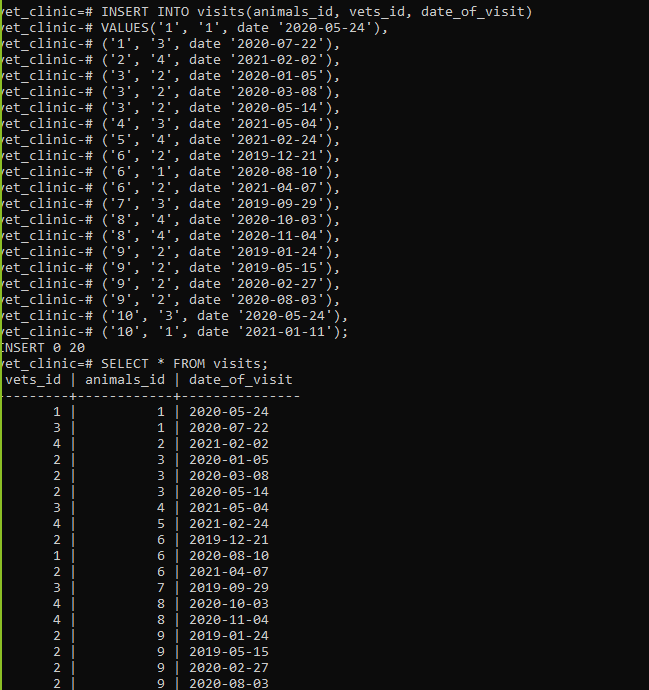 vet_clinic=# INSERT INTO visits(animals_id, vets_id, date_of_visit)
vet_clinic-# VALUES('1', '1', date '2020-05-24'),
vet_clinic-# ('1', '3', date '2020-07-22'),
vet_clinic-# ('2', '4', date '2021-02-02'),
vet_clinic-# ('3', '2', date '2020-01-05'),
vet_clinic-# ('3', '2', date '2020-03-08'),
vet_clinic-# ('3', '2', date '2020-05-14'),
vet_clinic-# ('4', '3', date '2021-05-04'),
vet_clinic-# ('5', '4', date '2021-02-24'),
vet_clinic-# ('6', '2', date '2019-12-21'),
vet_clinic-# ('6', '1', date '2020-08-10'),
vet_clinic-# ('6', '2', date '2021-04-07'),
vet_clinic-# ('7', '3', date '2019-09-29'),
vet_clinic-# ('8', '4', date '2020-10-03'),
vet_clinic-# ('8', '4', date '2020-11-04'),
vet_clinic-# ('9', '2', date '2019-01-24'),
vet_clinic-# ('9', '2', date '2019-05-15'),
vet_clinic-# ('9', '2', date '2020-02-27'),
vet_clinic-# ('9', '2', date '2020-08-03'),
vet_clinic-# ('10', '3', date '2020-05-24'),
vet_clinic-# ('10', '1', date '2021-01-11');
INSERT 0 20
vet_clinic=# SELECT * FROM visits;
vets_id | animals_id | date_of_visit
---------+------------+---------------
1 | 1 | 2020-05-24
3 | 1 | 2020-07-22
4 | 2 | 2021-02-02
2 | 3 | 2020-01-05
2 | 3 | 2020-03-08
2 | 3 | 2020-05-14
3 | 4 | 2021-05-04
4 | 5 | 2021-02-24
2 | 6 | 2019-12-21
1 | 6 | 2020-08-10
2 | 6 | 2021-04-07
3 | 7 | 2019-09-29
4 | 8 | 2020-10-03
4 | 8 | 2020-11-04
2 | 9 | 2019-01-24
2 | 9 | 2019-05-15
2 | 9 | 2020-02-27
2 | 9 | 2020-08-03